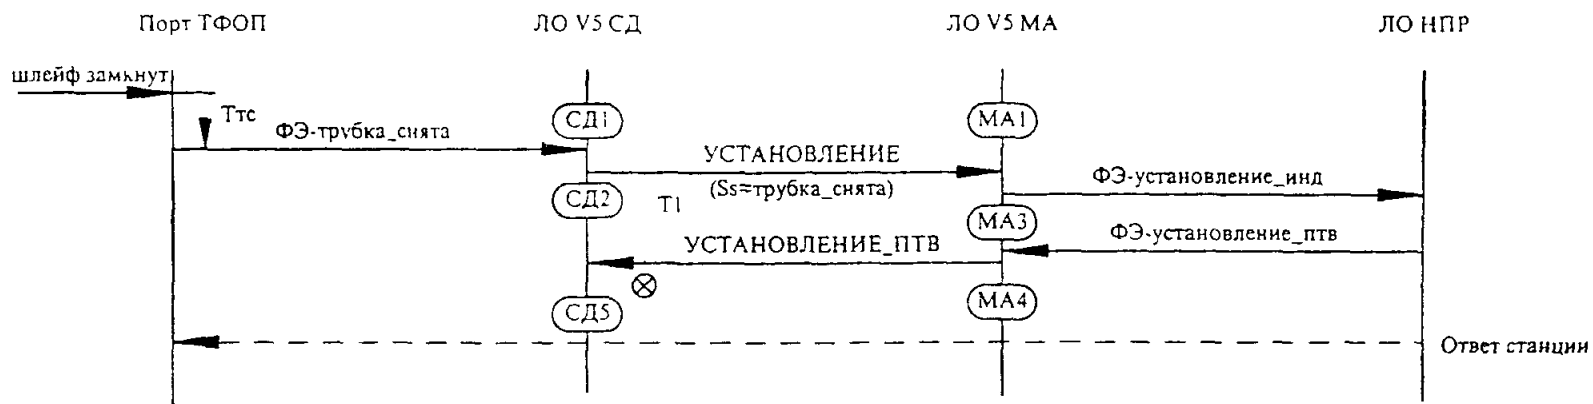 Порт ТФОП
ЛО V5 СД
ЛО V5 МА
ЛО НПР
шлейф замкнут
Ттс
ФЭ-трубка_снята
СД1
МА1
УСТАНОВЛЕНИЕ
(Ss=трубка_снята)
ФЭ-установление_инд
СД2
Т1
МА3
УСТАНОВЛЕНИЕ_ПТВ
ФЭ-установление_птв
СД5
МА4
Ответ станции